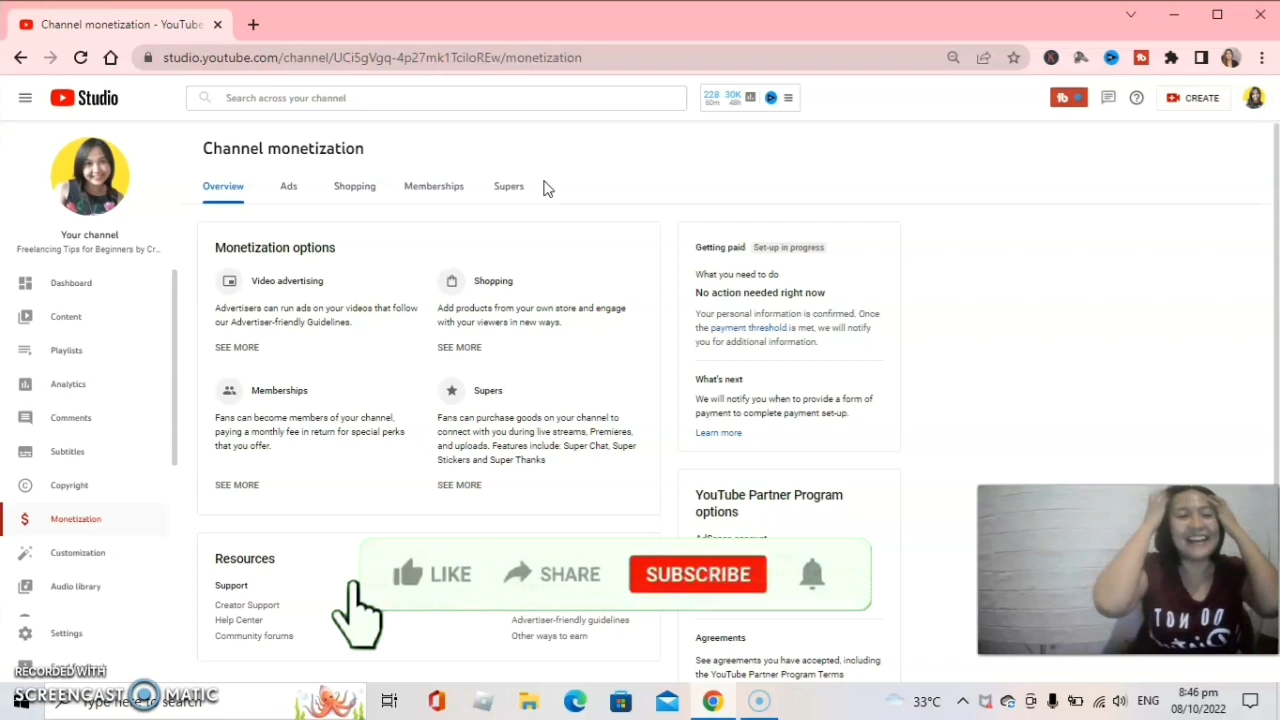 Channel monetization - YouTube
studio.youtube.com/channel/UCi5gVgq-4p27mk1TciloREw/monetization
Studio
Search across your channel
228 30K
60m 48h
CREATE
Your channel
Freelancing Tips for Beginners by Cr...
Dashboard
Content
Playlists
Analytics
Comments
Subtitles
Copyright
Monetization
Customization
Audio library
Settings
Send feedback
Channel monetization
Overview Ads Shopping Memberships Supers
Monetization options
Video advertising
Advertisers can run ads on your videos that follow
our Advertiser-friendly Guidelines.
SEE MORE
Shopping
Add products from your own store and engage
with your viewers in new ways.
SEE MORE
Memberships
Fans can become members of your channel,
paying a monthly fee in return for special perks
that you offer.
SEE MORE
Supers
Fans can purchase goods on your channel to
connect with you during live streams, Premieres,
and uploads. Features include: Super Chat, Super
Stickers and Super Thanks
SEE MORE
Getting paid Set-up in progress
What you need to do
No action needed right now
Your personal information is confirmed. Once
the payment threshold is met, we will notify
you for additional information.
What's next
We will notify you when to provide a form of
payment to complete payment set-up.
Learn more
YouTube Partner Program
options
AdSense account
Agreements
See agreements you have accepted, including
the YouTube Partner Program Terms
Resources
Support
Creator Support
Help Center
Community forums
Advertiser-friendly guidelines
Other ways to earn
LIKE SHARE SUBSCRIBE
RECORDED WITH
SCREENCAST MATIC
Type here to search
33°C
ENG
8:46 pm
08/10/2022